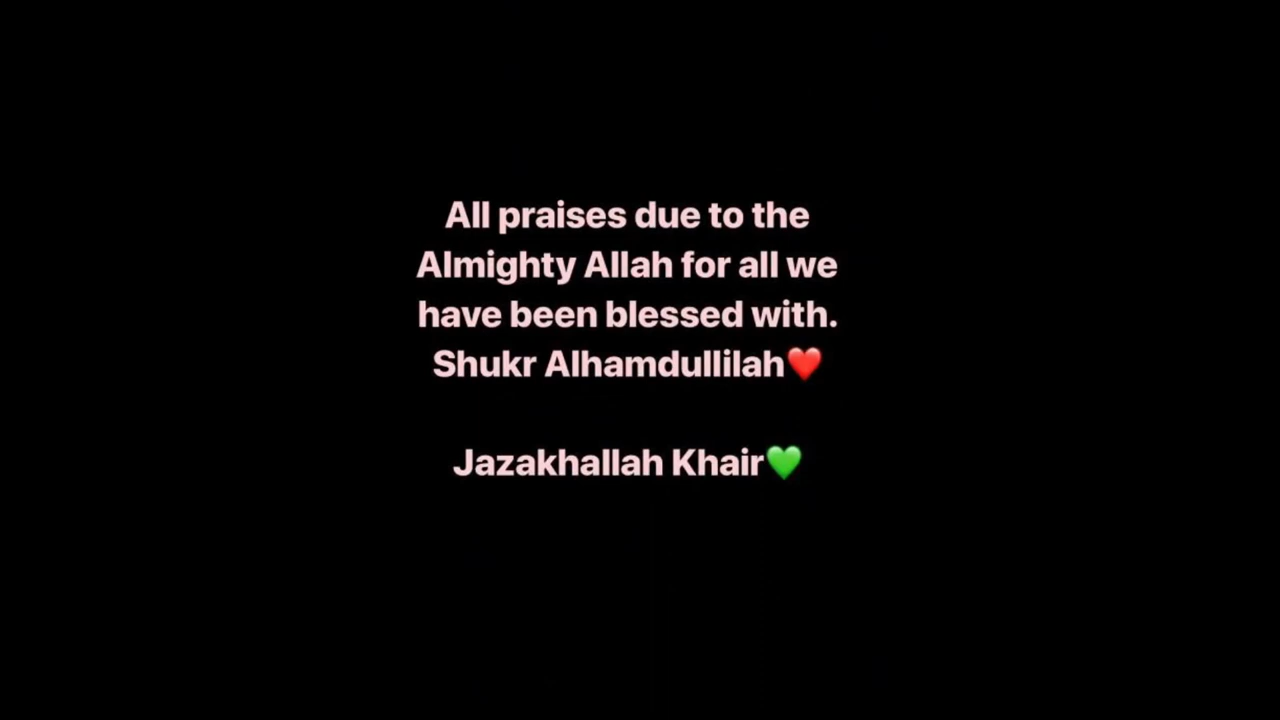 All praises due to the
Almighty Allah for all we
have been blessed with.
Shukr Alhamdullilah❤️
Jazakhallah Khair💚